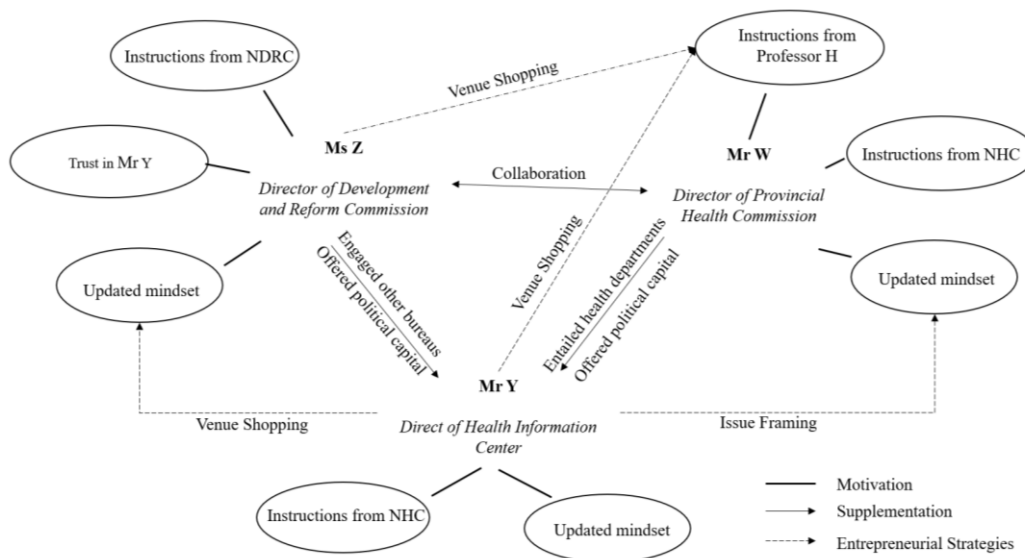 Instructions from NDRC
Instructions from
Professor H
Venue Shopping
Ms Z
Mr W
Trust in Mr Y
Instructions from NHC
Collaboration
Director of Development
and Reform Commission
Director of Provincial
Health Commission
Updated mindset
Engaged other bureaus
Offered political capital
Venue Shopping
Entailed health departments
Offered political capital
Updated mindset
Mr Y
Venue Shopping
Direct of Health Information
Center
Issue Framing
Instructions from NHC
Updated mindset
Motivation
Supplementation
Entrepreneurial Strategies